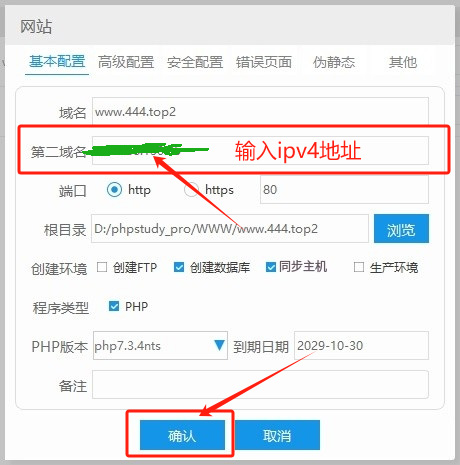 网站
基本配置 高级配置 安全配置 错误页面 伪静态 其他
域名 www.444.top2
第二域名 输入ipv4地址
端口 http https 80
根目录 D:/phpstudy_pro/WWW/www.444.top2 浏览
创建环境 创建FTP 创建数据库 同步主机 生产环境
程序类型 PHP
PHP版本 php7.3.4nts 到期日期 2029-10-30
备注
确认 取消